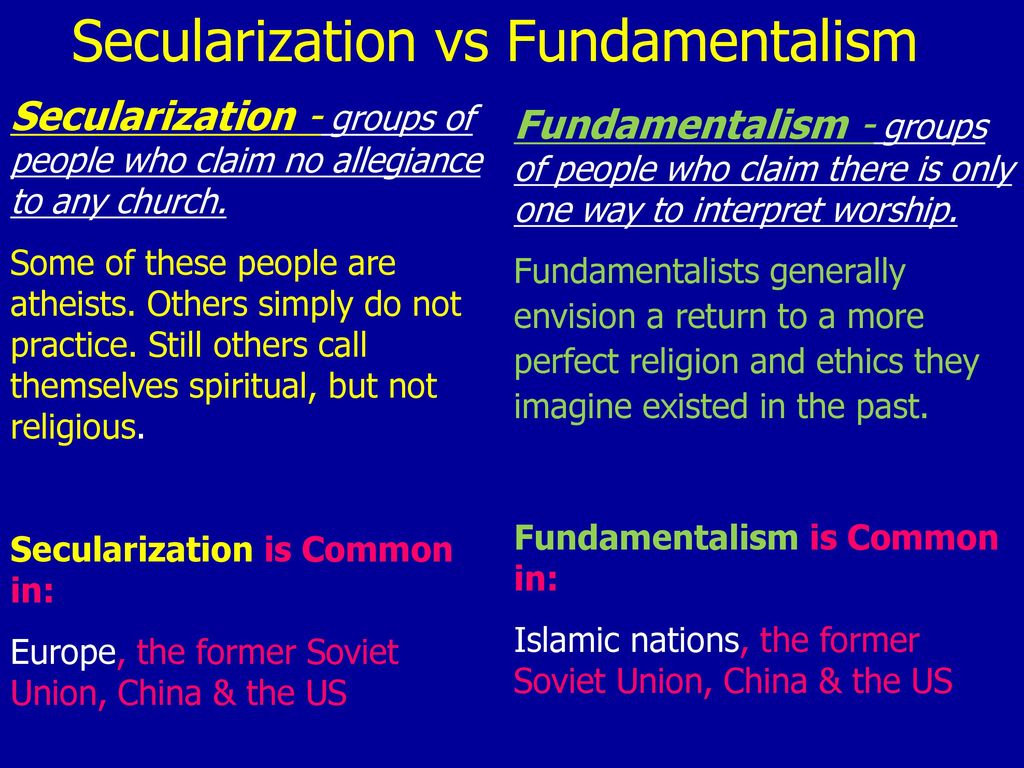 Secularization vs Fundamentalism
Secularization - groups of
people who claim no allegiance
to any church.
Some of these people are
atheists. Others simply do not
practice. Still others call
themselves spiritual, but not
religious.
Secularization is Common
in:
Europe, the former Soviet
Union, China & the US
Fundamentalism - groups
of people who claim there is only
one way to interpret worship.
Fundamentalists generally
envision a return to a more
perfect religion and ethics they
imagine existed in the past.
Fundamentalism is Common
in:
Islamic nations, the former
Soviet Union, China & the US